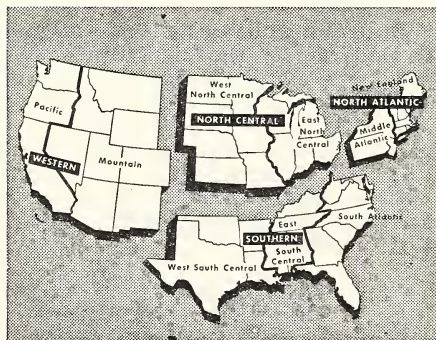 West
North Central
New England
NORTH ATLANTIC
Pacific
NORTH CENTRAL
East
North
Central
Middle
Atlantic
WESTERN
Mountain
East
South Atlantic
SOUTHERN
South
Central
West South Central